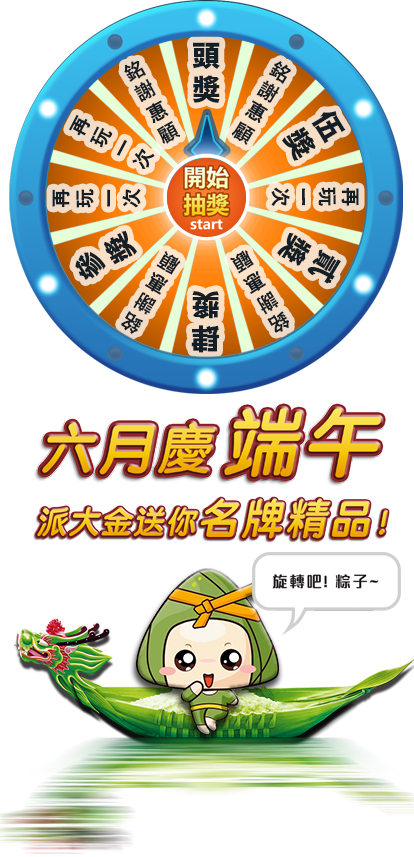 頭獎
銘謝惠顧
伍獎
再玩一次
貳獎
銘謝惠顧
肆獎
銘謝惠顧
參獎
再玩一次
再玩一次
銘謝惠顧
開始
抽獎
start
六月慶端午
派大金送你名牌精品!
旋轉吧! 粽子~